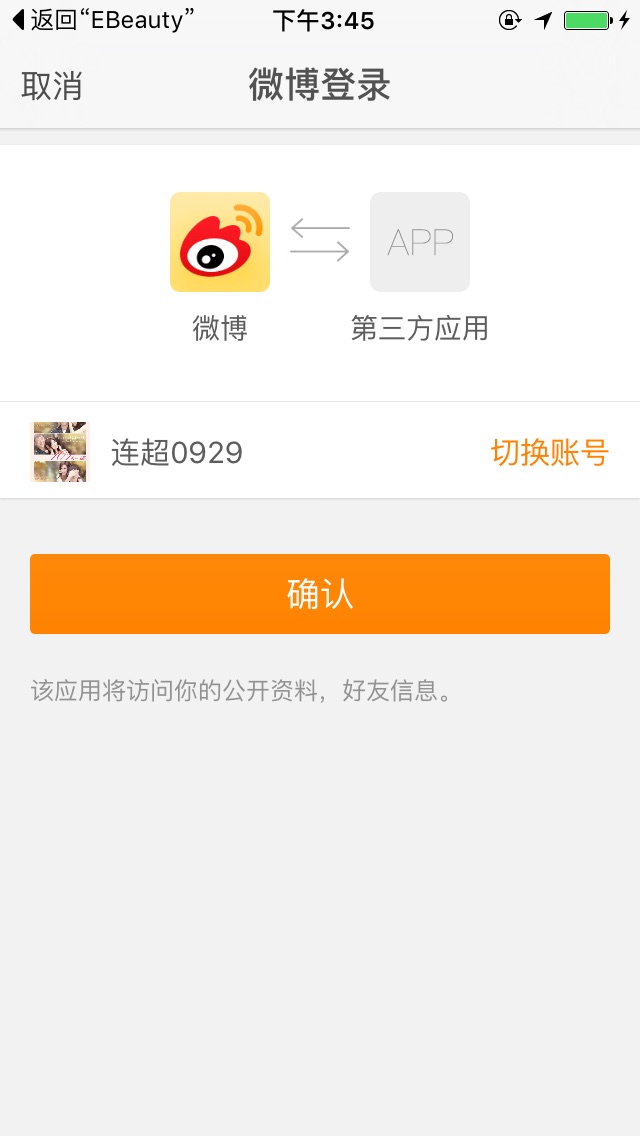 返回“EBeauty” 下午3:45
取消 微博登录
APP
微博 第三方应用
连超0929 切换账号
确认
该应用将访问你的公开资料，好友信息。